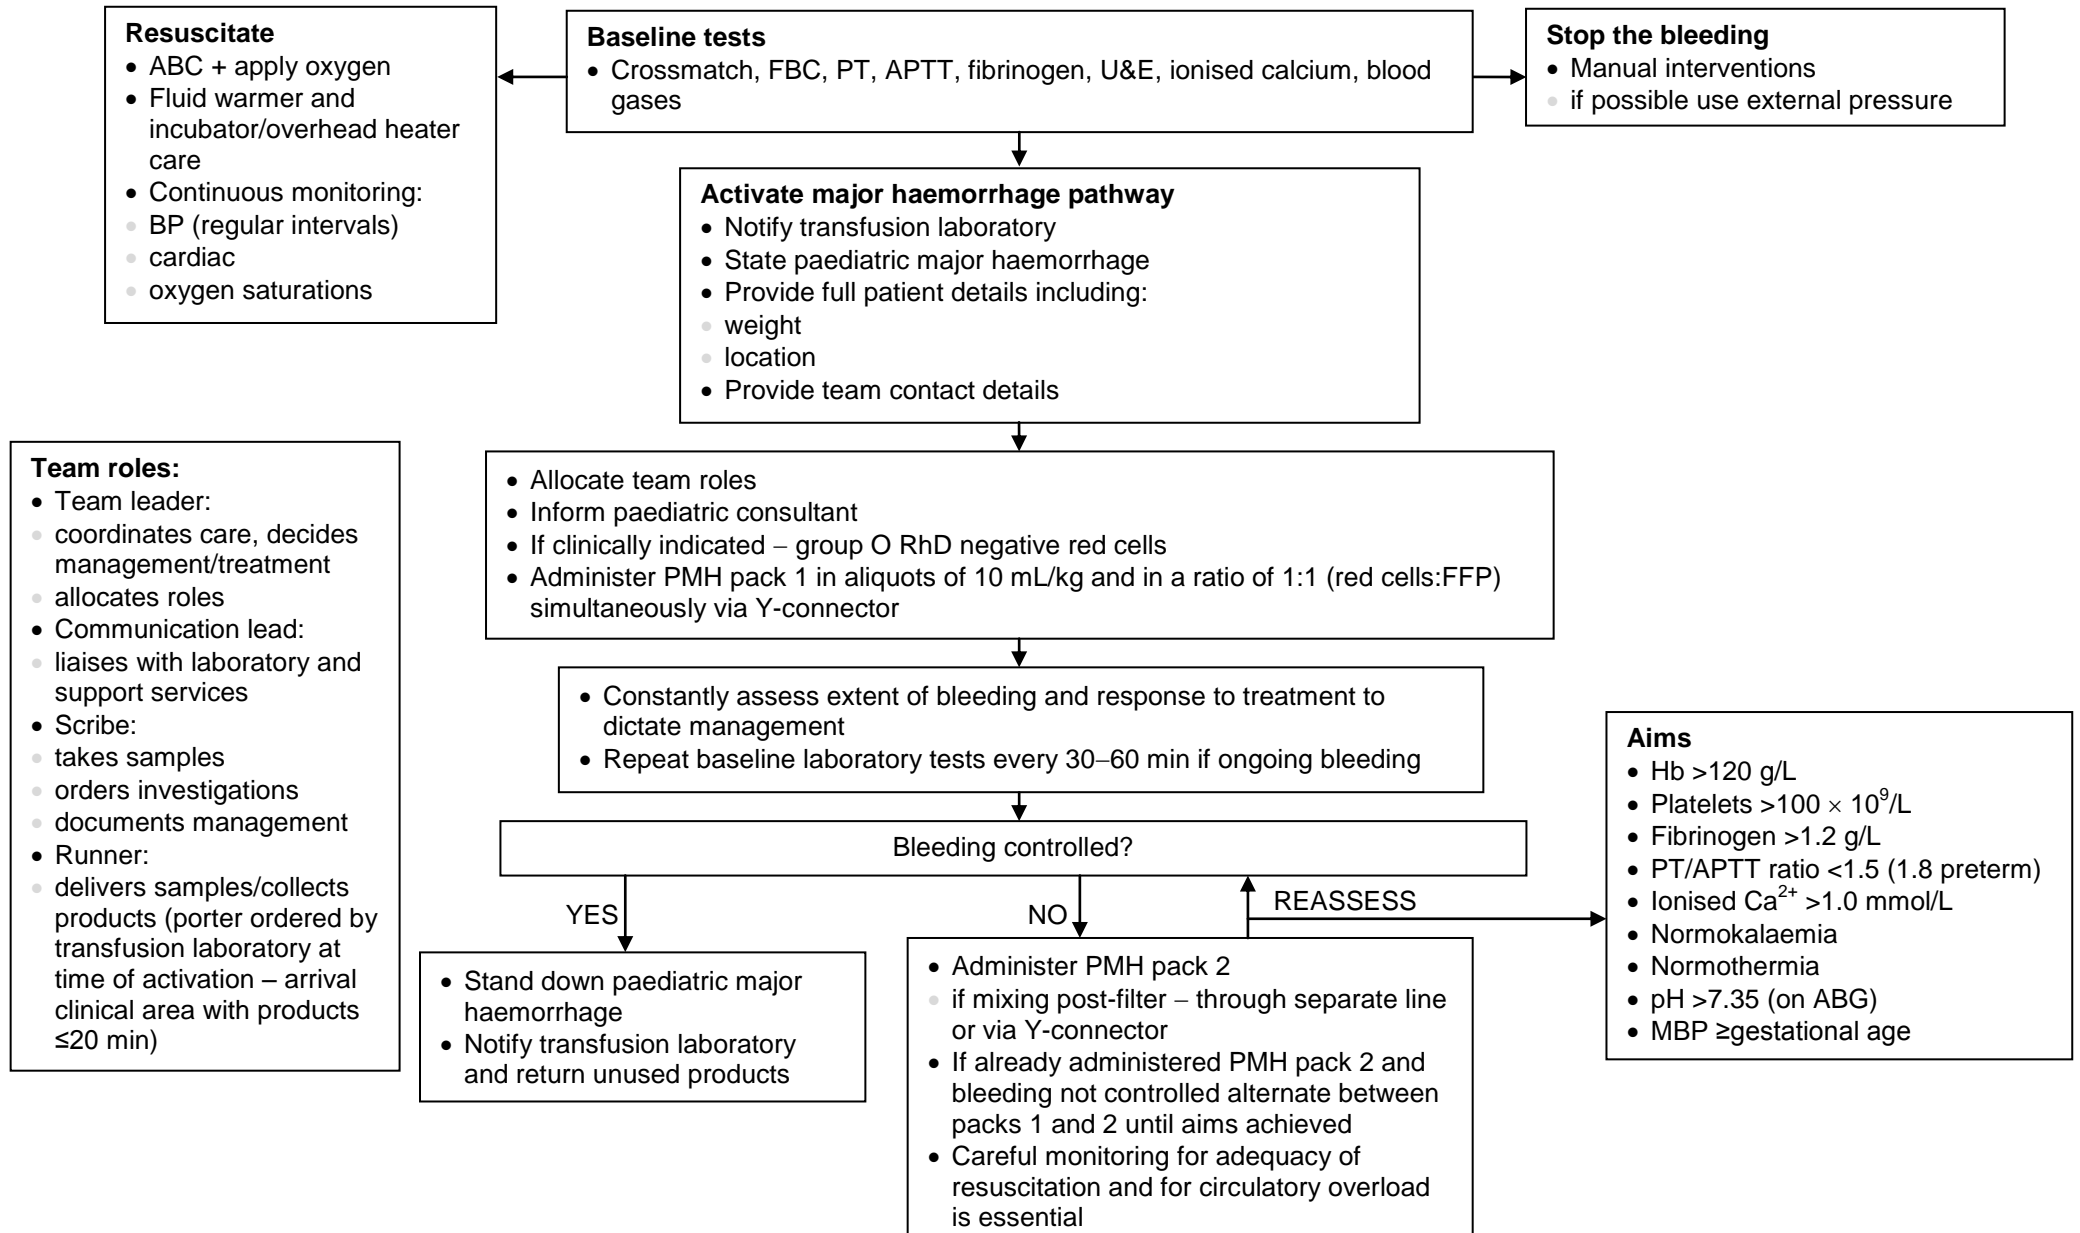 Resuscitate
• ABC + apply oxygen
• Fluid warmer and
incubator/overhead heater
care
• Continuous monitoring:
• BP (regular intervals)
• cardiac
• oxygen saturations
Baseline tests
• Crossmatch, FBC, PT, APTT, fibrinogen, U&E, ionised calcium, blood
gases
Stop the bleeding
• Manual interventions
• if possible use external pressure
Activate major haemorrhage pathway
• Notify transfusion laboratory
• State paediatric major haemorrhage
• Provide full patient details including:
• weight
• location
• Provide team contact details
Team roles:
• Team leader:
• coordinates care, decides
management/treatment
• allocates roles
• Communication lead:
• liaises with laboratory and
support services
• Scribe:
• takes samples
• orders investigations
• documents management
• Runner:
• delivers samples/collects
products (porter ordered by
transfusion laboratory at
time of activation – arrival
clinical area with products
≤20 min)
• Allocate team roles
• Inform paediatric consultant
• If clinically indicated – group O RhD negative red cells
• Administer PMH pack 1 in aliquots of 10 mL/kg and in a ratio of 1:1 (red cells:FFP)
simultaneously via Y-connector
• Constantly assess extent of bleeding and response to treatment to
dictate management
• Repeat baseline laboratory tests every 30–60 min if ongoing bleeding
Bleeding controlled?
YES
NO
REASSESS
• Stand down paediatric major
haemorrhage
• Notify transfusion laboratory
and return unused products
• Administer PMH pack 2
• if mixing post-filter – through separate line
or via Y-connector
• If already administered PMH pack 2 and
bleeding not controlled alternate between
packs 1 and 2 until aims achieved
• Careful monitoring for adequacy of
resuscitation and for circulatory overload
is essential
Aims
• Hb >120 g/L
• Platelets >100 × 10⁹/L
• Fibrinogen >1.2 g/L
• PT/APTT ratio <1.5 (1.8 preterm)
• Ionised Ca²⁺ >1.0 mmol/L
• Normokalaemia
• Normothermia
• pH >7.35 (on ABG)
• MBP ≥gestational age